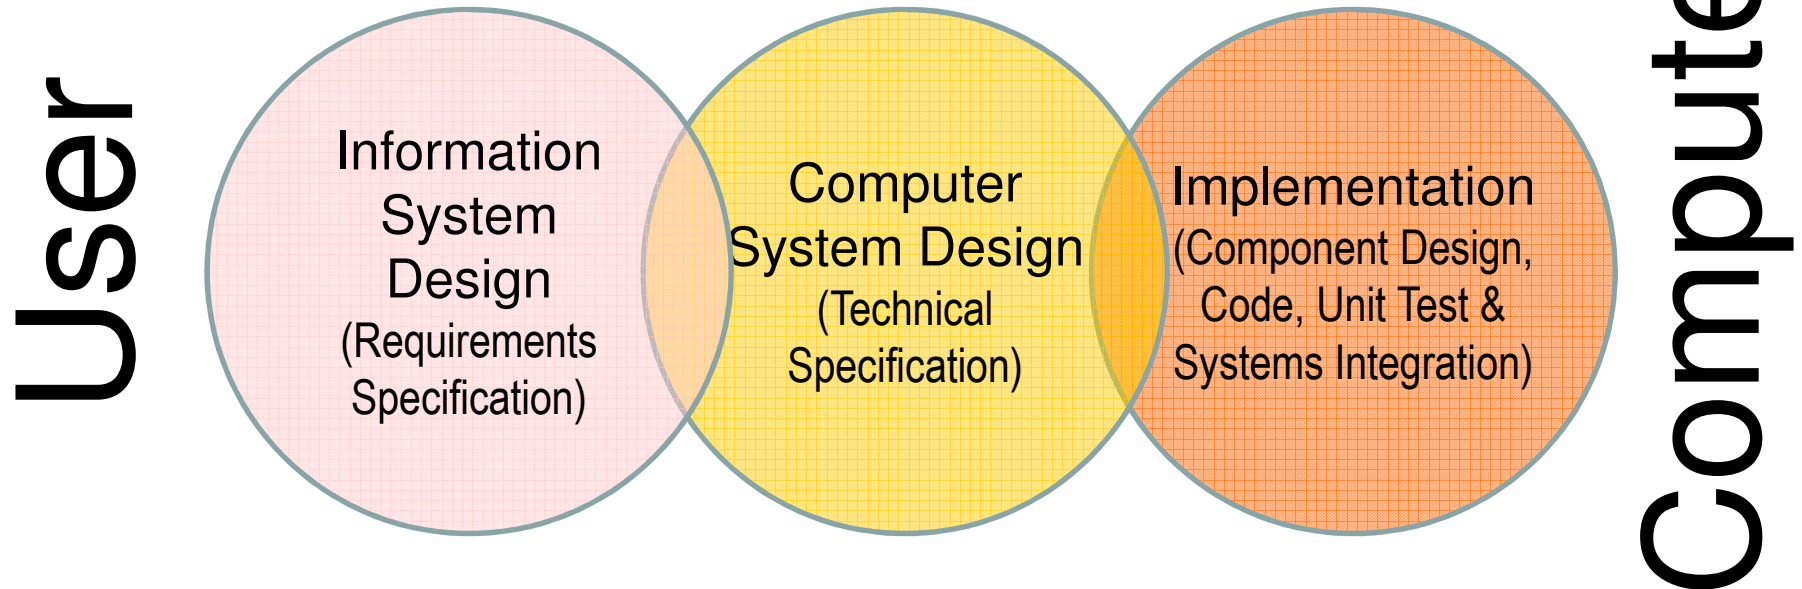 User
Information
System
Design
(Requirements
Specification)
Computer
System Design
(Technical
Specification)
Implementation
(Component Design,
Code, Unit Test &
Systems Integration)
Compute